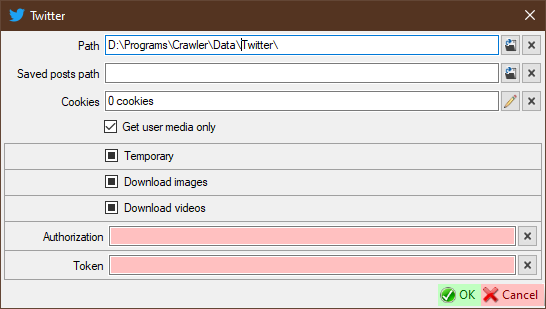 Twitter
Path D:\Programs\Crawler\Data\Twitter\
Saved posts path
Cookies 0 cookies
Get user media only
Temporary
Download images
Download videos
Authorization
Token
OK Cancel